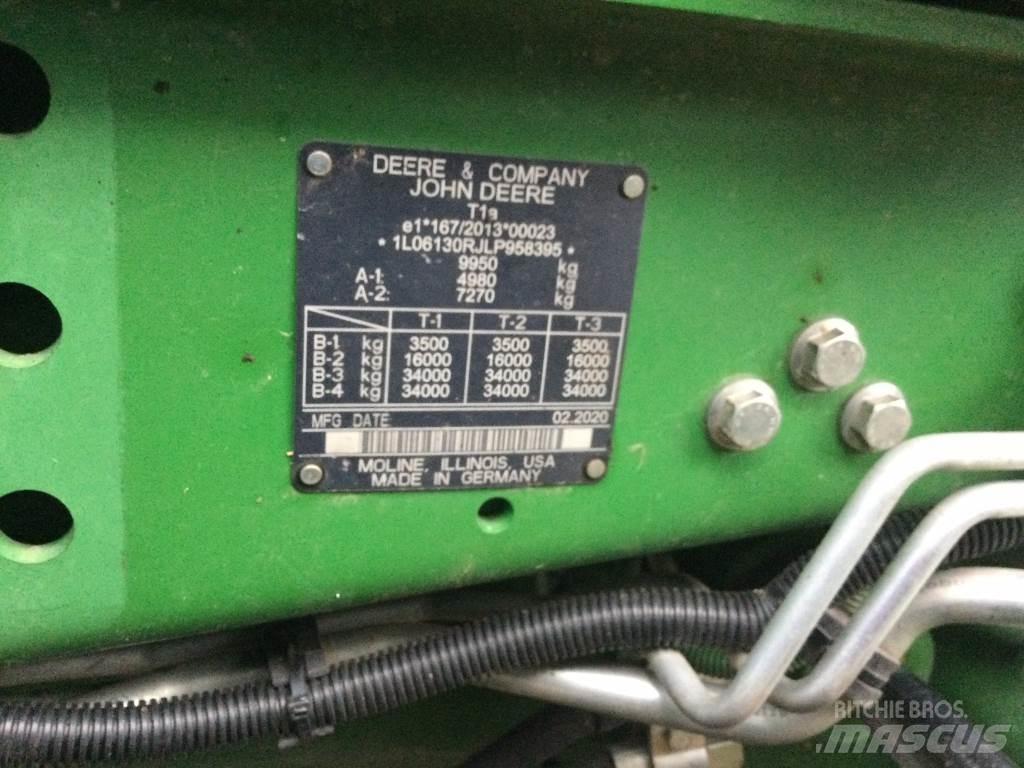 DEERE & COMPANY
JOHN DEERE
T1a
e1*167/2013*00023
* 1L06130RJLP958395 *
9950 kg
A-1: 4980 kg
A-2: 7270 kg
T-1 T-2 T-3
B-1 kg 3500 3500 3500
B-2 kg 16000 16000 16000
B-3 kg 34000 34000 34000
B-4 kg 34000 34000 34000
MFG DATE 02.2020
* MOLINE, ILLINOIS, USA
MADE IN GERMANY
RITCHIE BROS.
MASCUS